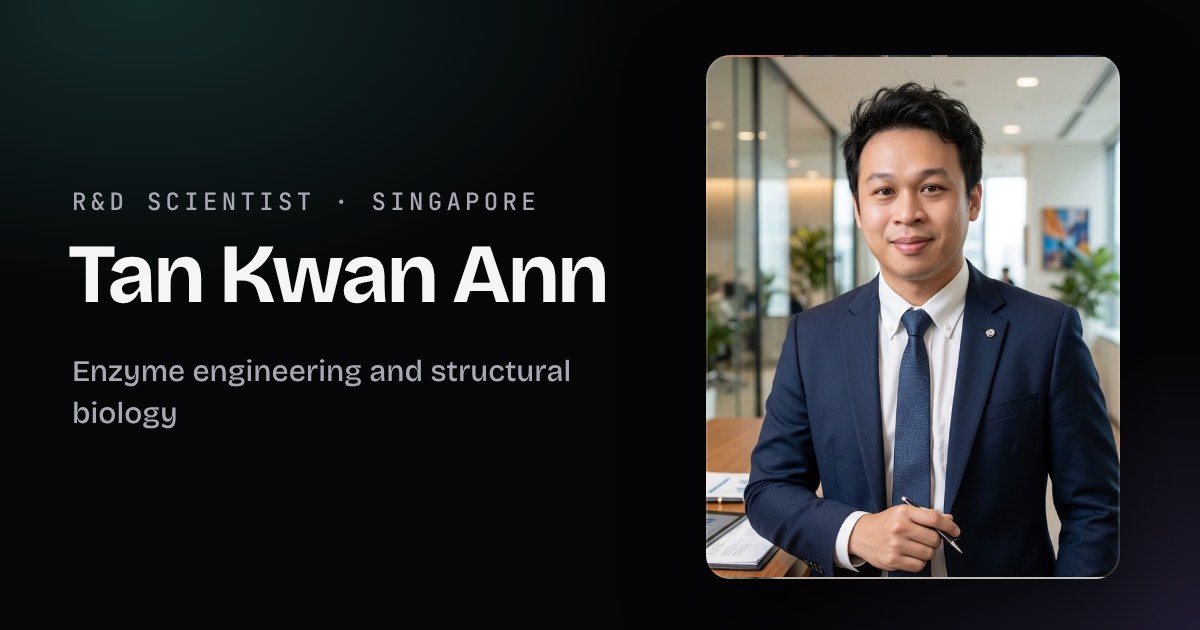 R&D SCIENTIST · SINGAPORE
Tan Kwan Ann
Enzyme engineering and structural
biology